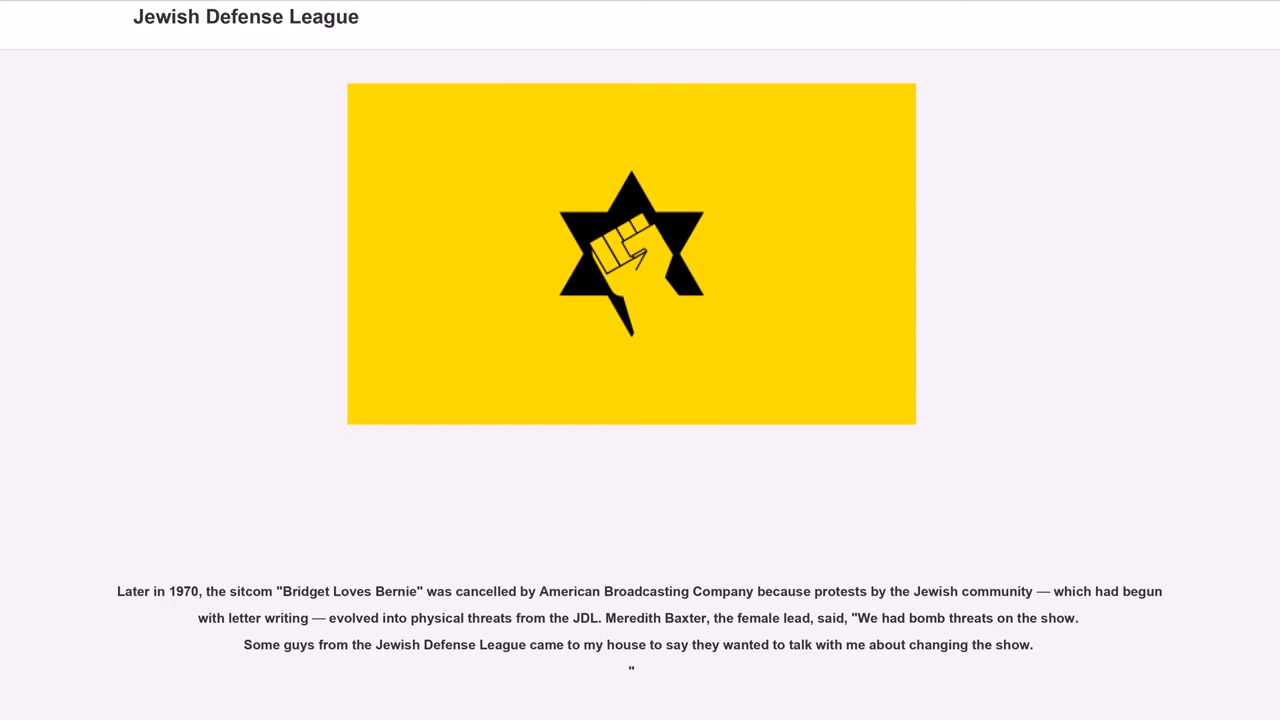 Jewish Defense League
Later in 1970, the sitcom "Bridget Loves Bernie" was cancelled by American Broadcasting Company because protests by the Jewish community — which had begun
with letter writing — evolved into physical threats from the JDL. Meredith Baxter, the female lead, said, "We had bomb threats on the show.
Some guys from the Jewish Defense League came to my house to say they wanted to talk with me about changing the show.
"